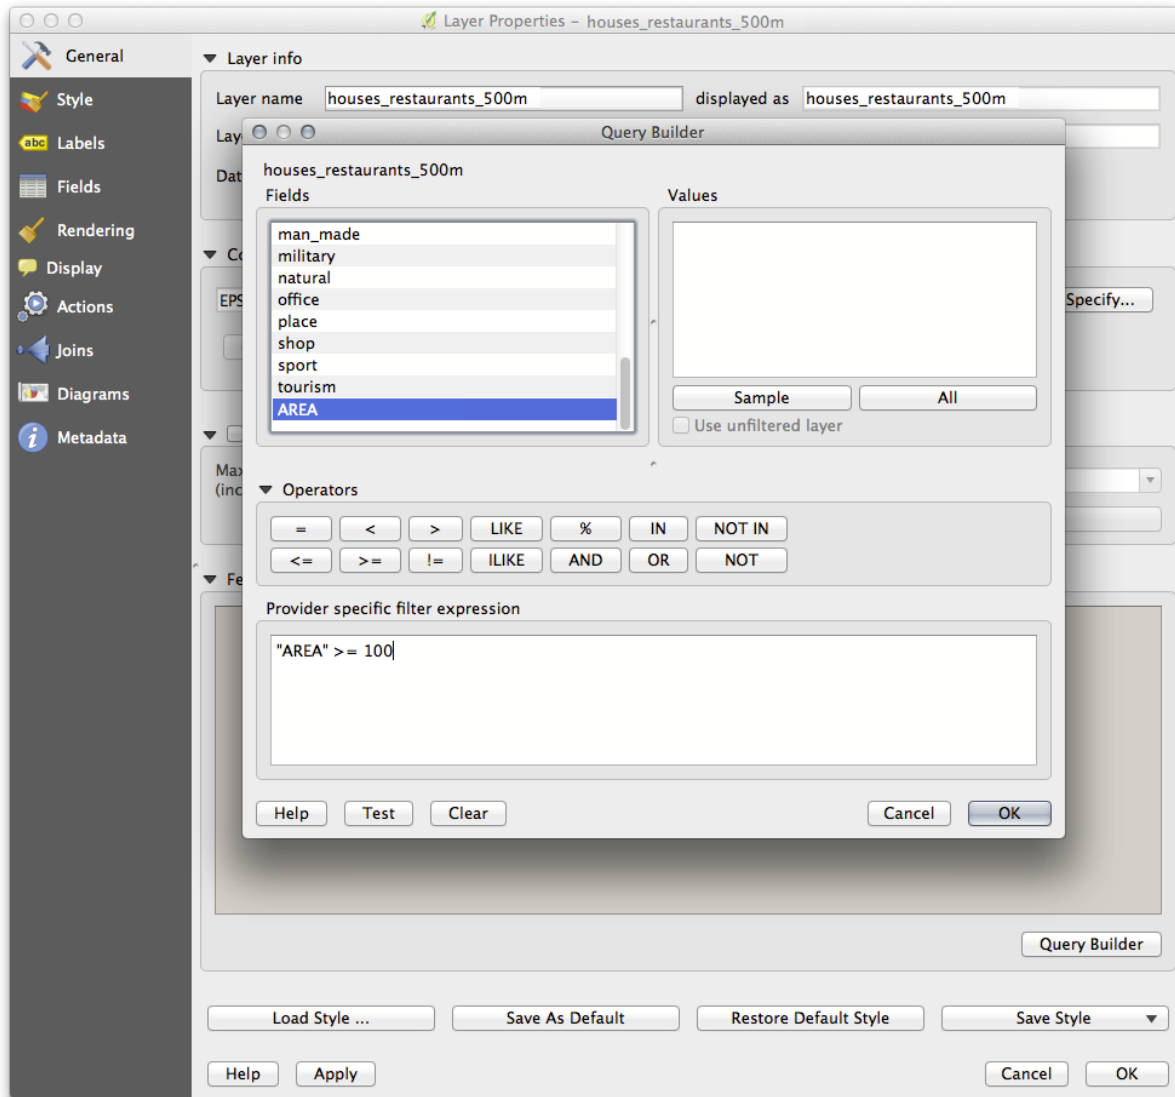 Layer Properties – houses_restaurants_500m
General
Style
abc Labels
Fields
Rendering
Display
Actions
Joins
Diagrams
i Metadata
Layer info
Layer name houses_restaurants_500m displayed as houses_restaurants_500m
Query Builder
houses_restaurants_500m
Fields
man_made
military
natural
office
place
shop
sport
tourism
AREA
Values
Sample All
Use unfiltered layer
Specify...
Operators
= < > LIKE % IN NOT IN
<= >= != ILIKE AND OR NOT
Provider specific filter expression
"AREA" >= 100
Help Test Clear Cancel OK
Query Builder
Load Style ... Save As Default Restore Default Style Save Style
Help Apply Cancel OK